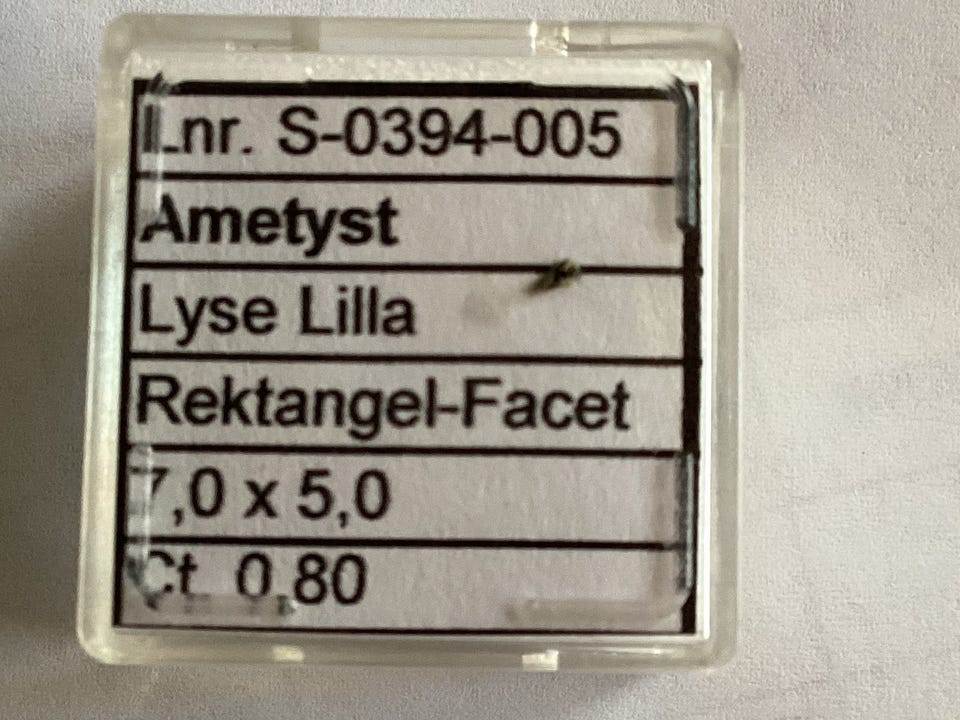 Lnr. S-0394-005
Ametyst
Lyse Lilla
Rektangel-Facet
7,0 x 5,0
Ct. 0,80